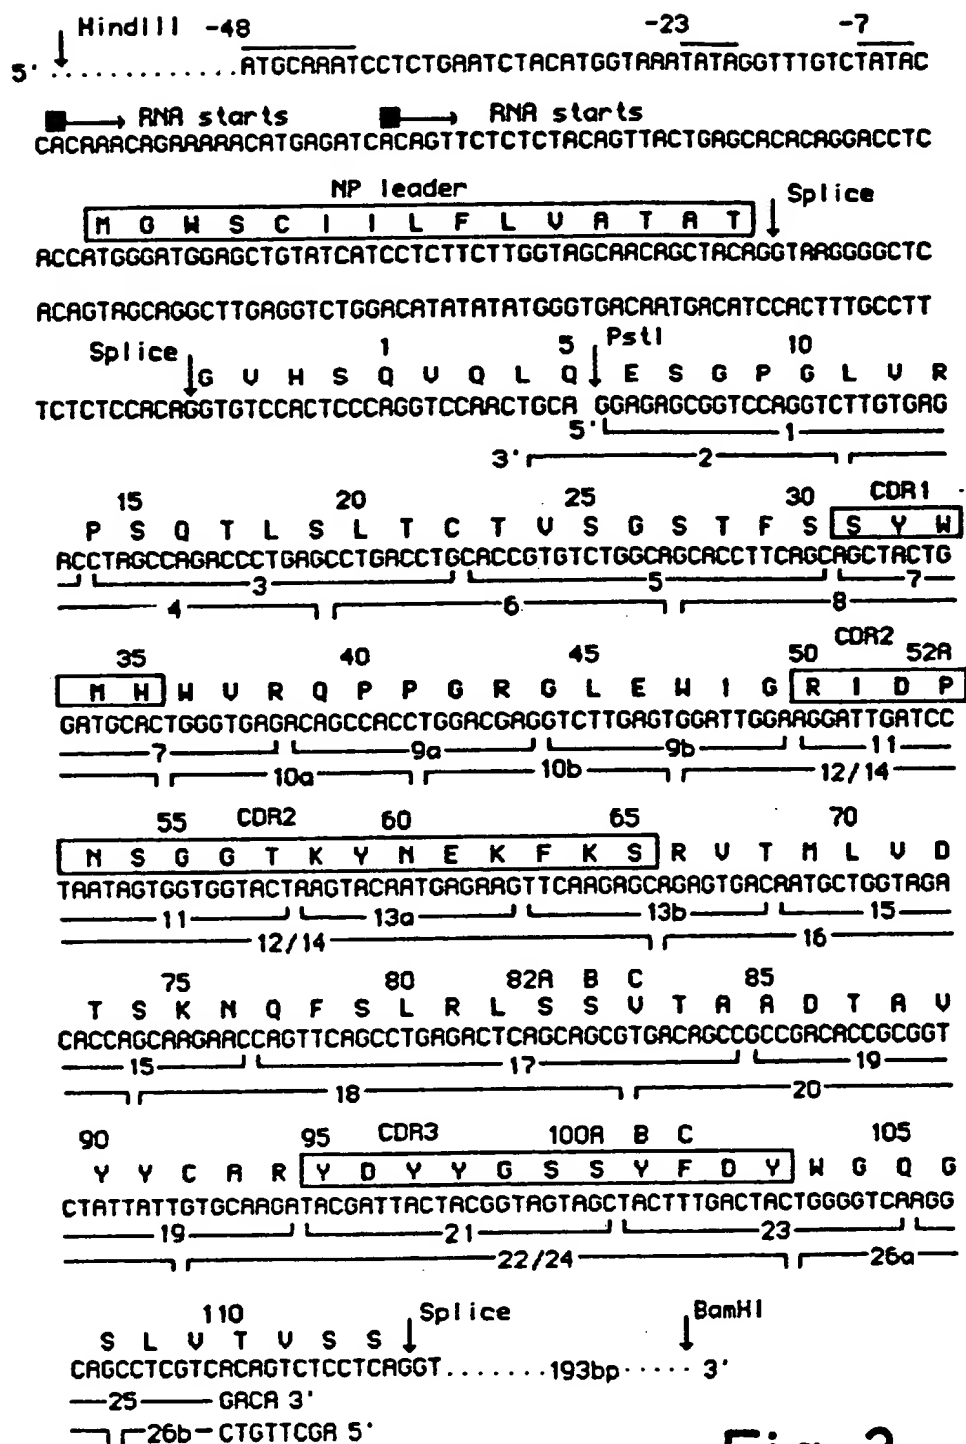 HindIII -48 -23 -7
5' .............ATGCAAATCCTCTGAATCTACATGGTAAATATAGGTTTGTCTATAC
RNA starts RNA starts
CACAAACAGAAAAACATGAGATCACAGTTCTCTCTACAGTTACTGAGCACACAGGACCTC
NP leader Splice
M G W S C I I L F L V A T A T
ACCATGGGATGGAGCTGTATCATCCTCTTCTTGGTAGCAACAGCTACAGGTAAGGGGCTC
ACAGTAGCAGGCTTGAGGTCTGGACATATATATGGGTGACAATGACATCCACTTTGCCTT
Splice 1 5 PstI 10
G V H S Q V Q L Q E S G P G L V R
TCTCTCCACAGGTGTCCACTCCCAGGTCCAACTGCA GGAGAGCGGTCCAGGTCTTGTGAG
5' 1
3' 2
15 20 25 30 CDR1
P S Q T L S L T C T V S G S T F S S Y W
ACCTAGCCAGACCCTGAGCCTGACCTGCACCGTGTCTGGCAGCACCTTCAGCAGCTACTG
3 5 7
4 6 8
35 40 45 50 CDR2 52A
M H W V R Q P P G R G L E W I G R I D P
GATGCACTGGGTGAGACAGCCACCTGGACGAGGTCTTGAGTGGATTGGAAGGATTGATCC
7 9a 9b 11
10a 10b 12/14
55 CDR2 60 65 70
N S G G T K Y N E K F K S R V T M L V D
TAATAGTGGTGGTACTAAGTACAATGAGAAGTTCAAGAGCAGAGTGACAATGCTGGTAGA
11 13a 13b 15
12/14 16
75 80 82A B C 85
T S K N Q F S L R L S S V T A A D T A V
CACCAGCAAGAACCAGTTCAGCCTGAGACTCAGCAGCGTGACAGCCGCCGACACCGCGGT
15 17 19
18 20
90 95 CDR3 100A B C 105
Y Y C A R Y D Y Y G S S Y F D Y W G Q G
CTATTATTGTGCAAGATACGATTACTACGGTAGTAGCTACTTTGACTACTGGGGTCAAGG
19 21 23
22/24 26a
110 Splice BamHI
S L V T V S S
CAGCCTCGTCACAGTCTCCTCAGGT.......193bp..... 3'
25 GACA 3'
26b CTGTTCGA 5'